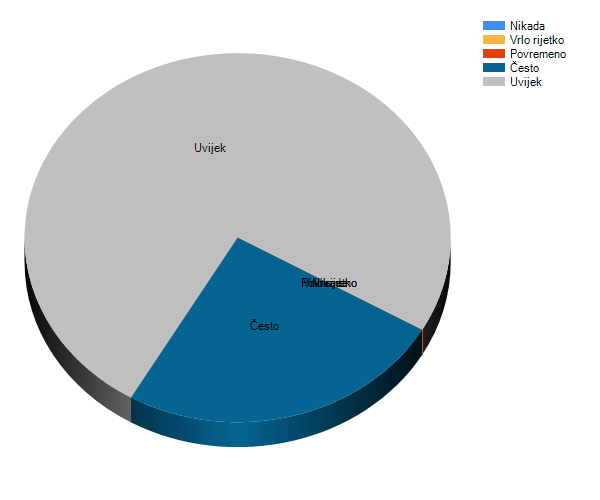 Nikada
Vrlo rijetko
Povremeno
Često
Uvijek
Uvijek
Često